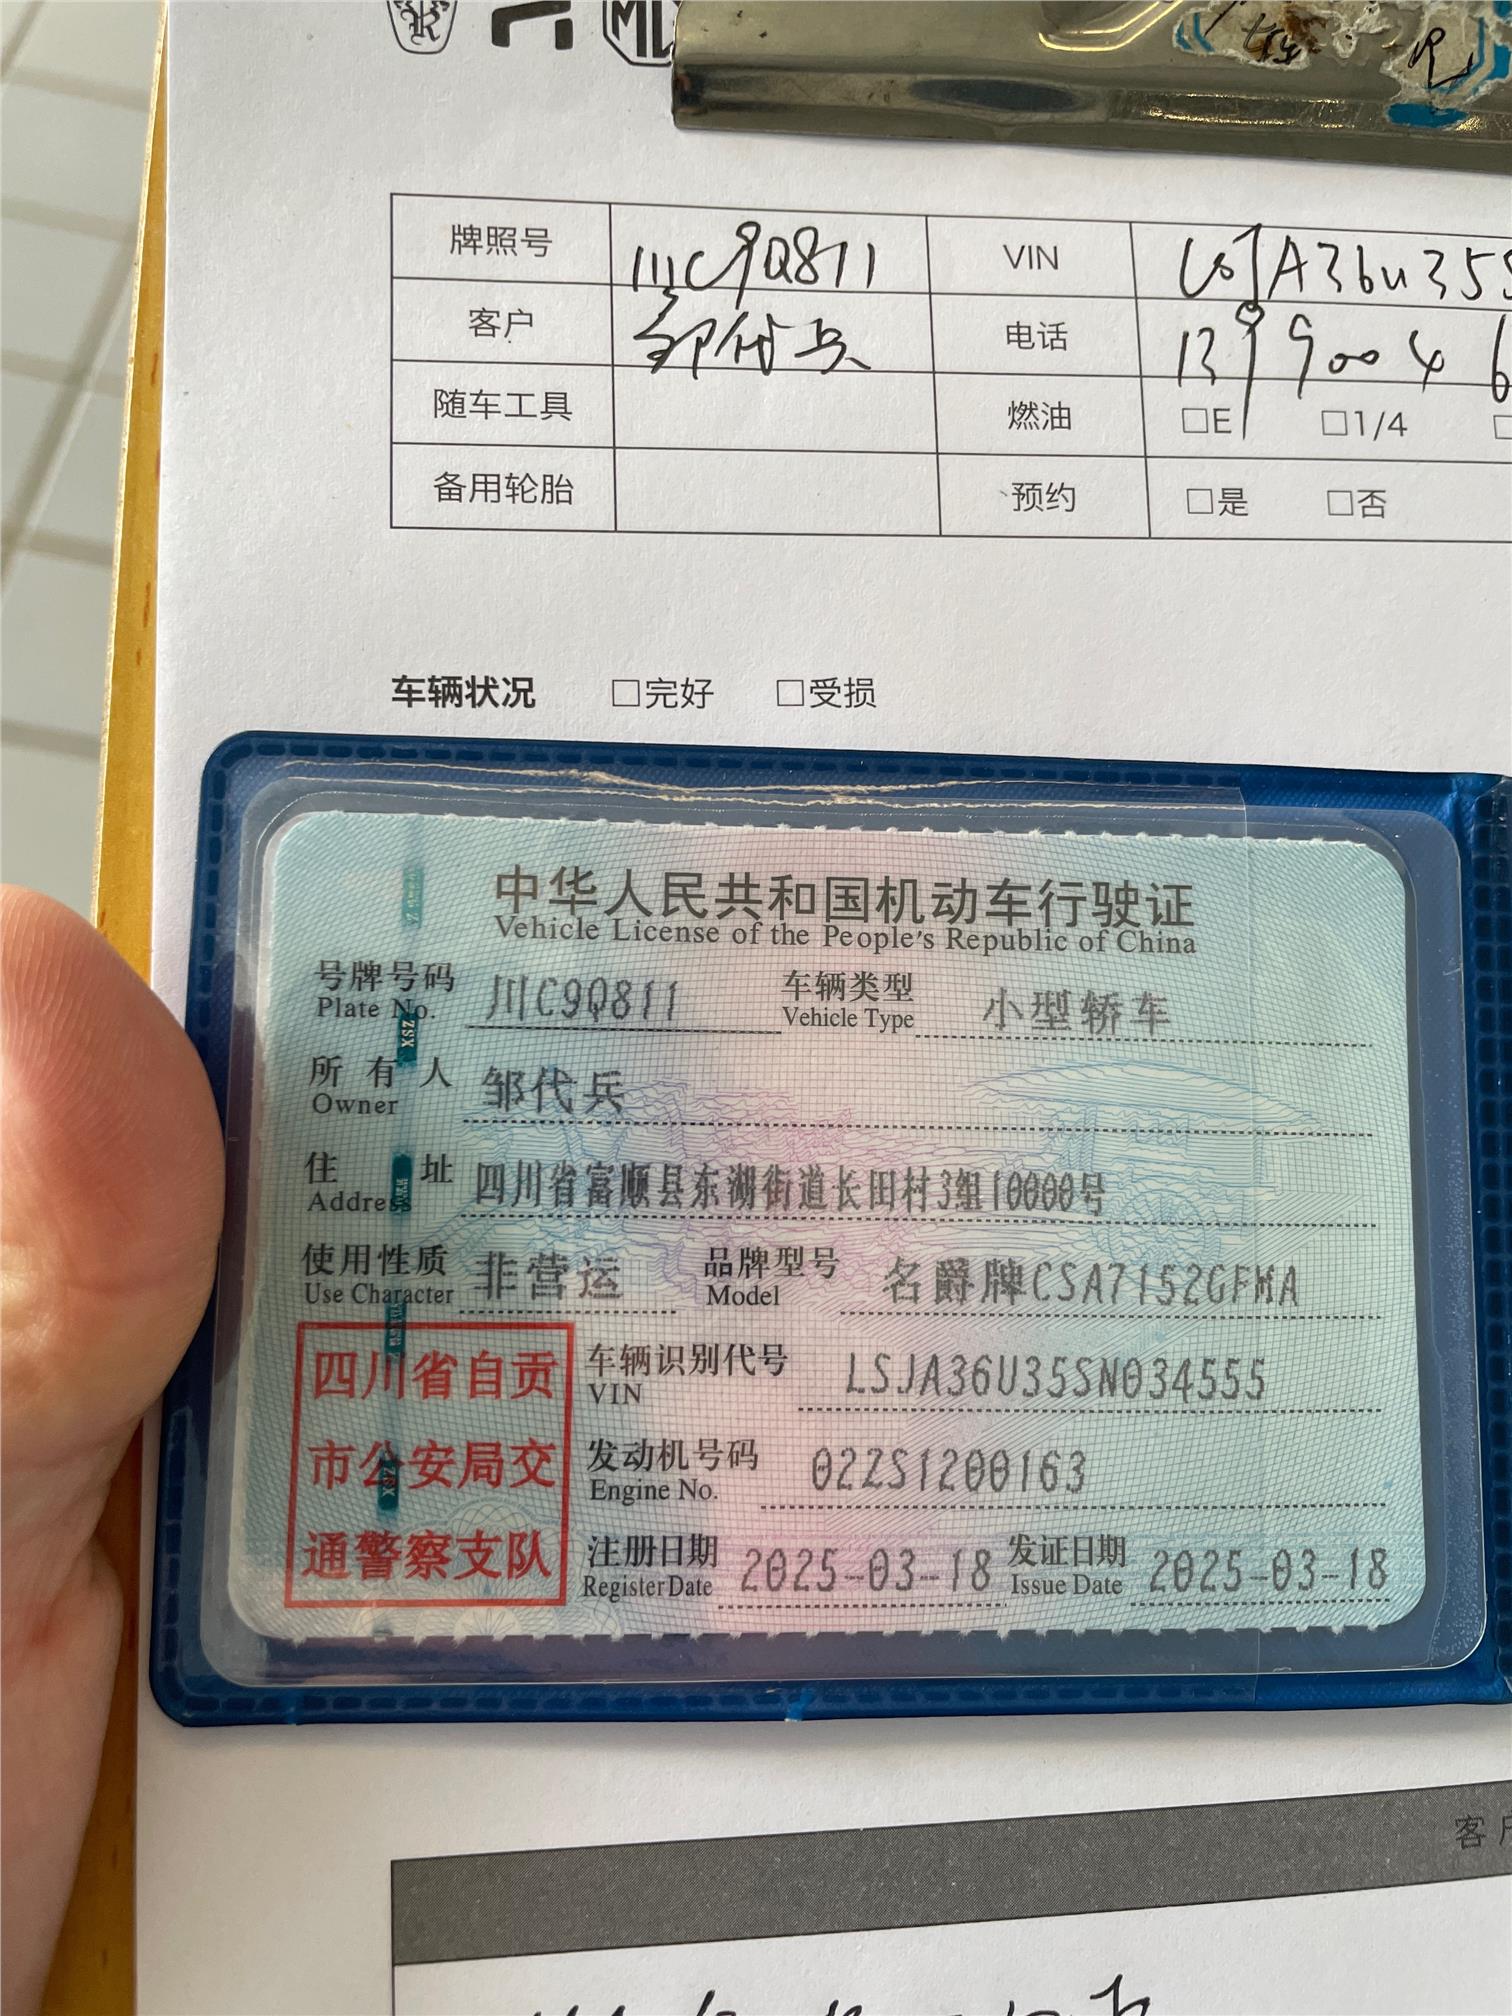 MG
牌照号 川C9Q811 VIN LSJA36U35S
客户 邹代兵 电话 13990046
随车工具 燃油 □E □1/4
备用轮胎 预约 □是 □否
车辆状况 □完好 □受损
中华人民共和国机动车行驶证
Vehicle License of the People's Republic of China
号牌号码 川C9Q811 车辆类型 小型轿车
Plate No. Vehicle Type
所有人 邹代兵
Owner
住址 四川省富顺县东湖街道长田村3组10000号
Address
使用性质 非营运 品牌型号 名爵牌CSA7152GFMA
Use Character Model
四川省自贡
市公安局交
通警察支队
车辆识别代号 LSJA36U35SN034555
VIN
发动机号码 02ZS1200163
Engine No.
注册日期 2025-03-18 发证日期 2025-03-18
Register Date Issue Date
客户